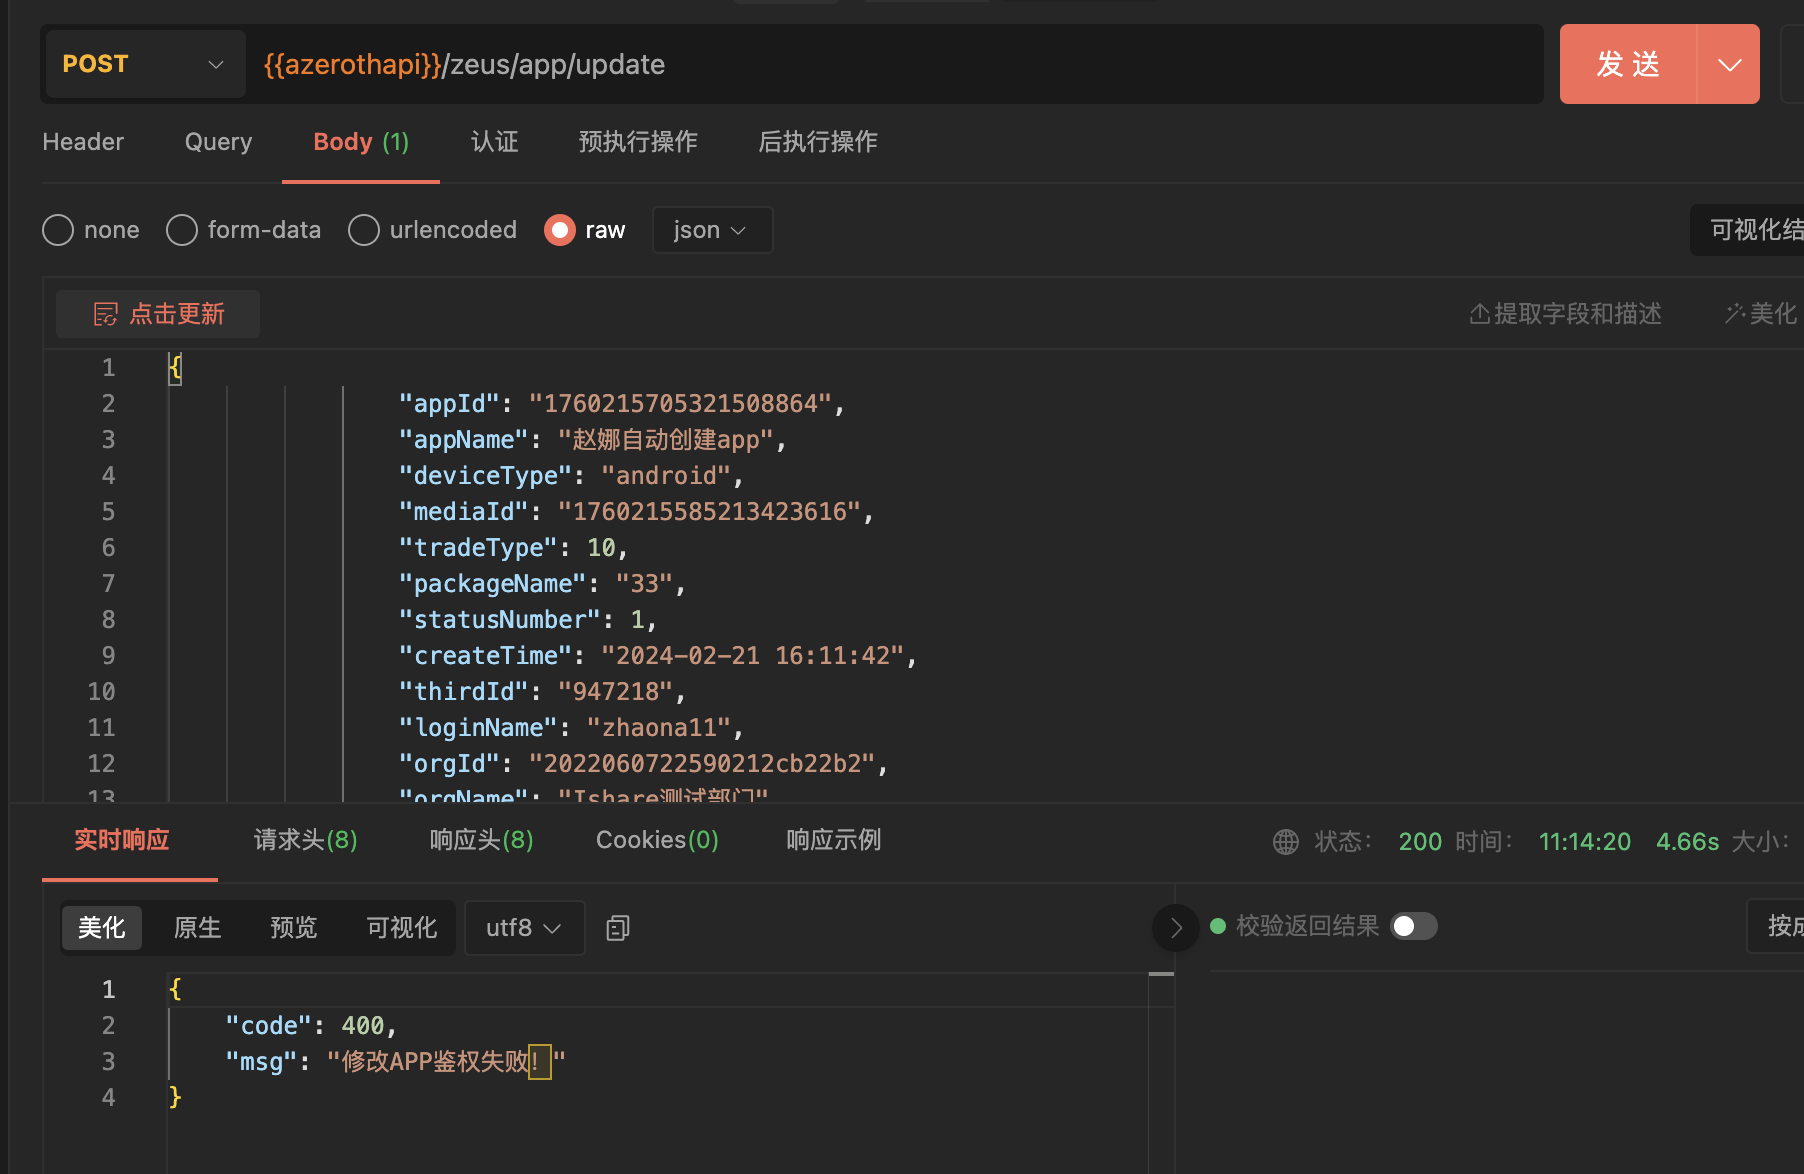 POST {{azerothapi}}/zeus/app/update 发 送
Header Query Body (1) 认证 预执行操作 后执行操作
none form-data urlencoded raw json 可视化结
点击更新 提取字段和描述 美化
1 {
2 "appId": "1760215705321508864",
3 "appName": "赵娜自动创建app",
4 "deviceType": "android",
5 "mediaId": "1760215585213423616",
6 "tradeType": 10,
7 "packageName": "33",
8 "statusNumber": 1,
9 "createTime": "2024-02-21 16:11:42",
10 "thirdId": "947218",
11 "loginName": "zhaona11",
12 "orgId": "2022060722590212cb22b2",
13 "orgName": "Ishare测试部门"
实时响应 请求头(8) 响应头(8) Cookies(0) 响应示例 状态： 200 时间： 11:14:20 4.66s 大小：
美化 原生 预览 可视化 utf8 校验返回结果 按成
1 {
2 "code": 400,
3 "msg": "修改APP鉴权失败！"
4 }